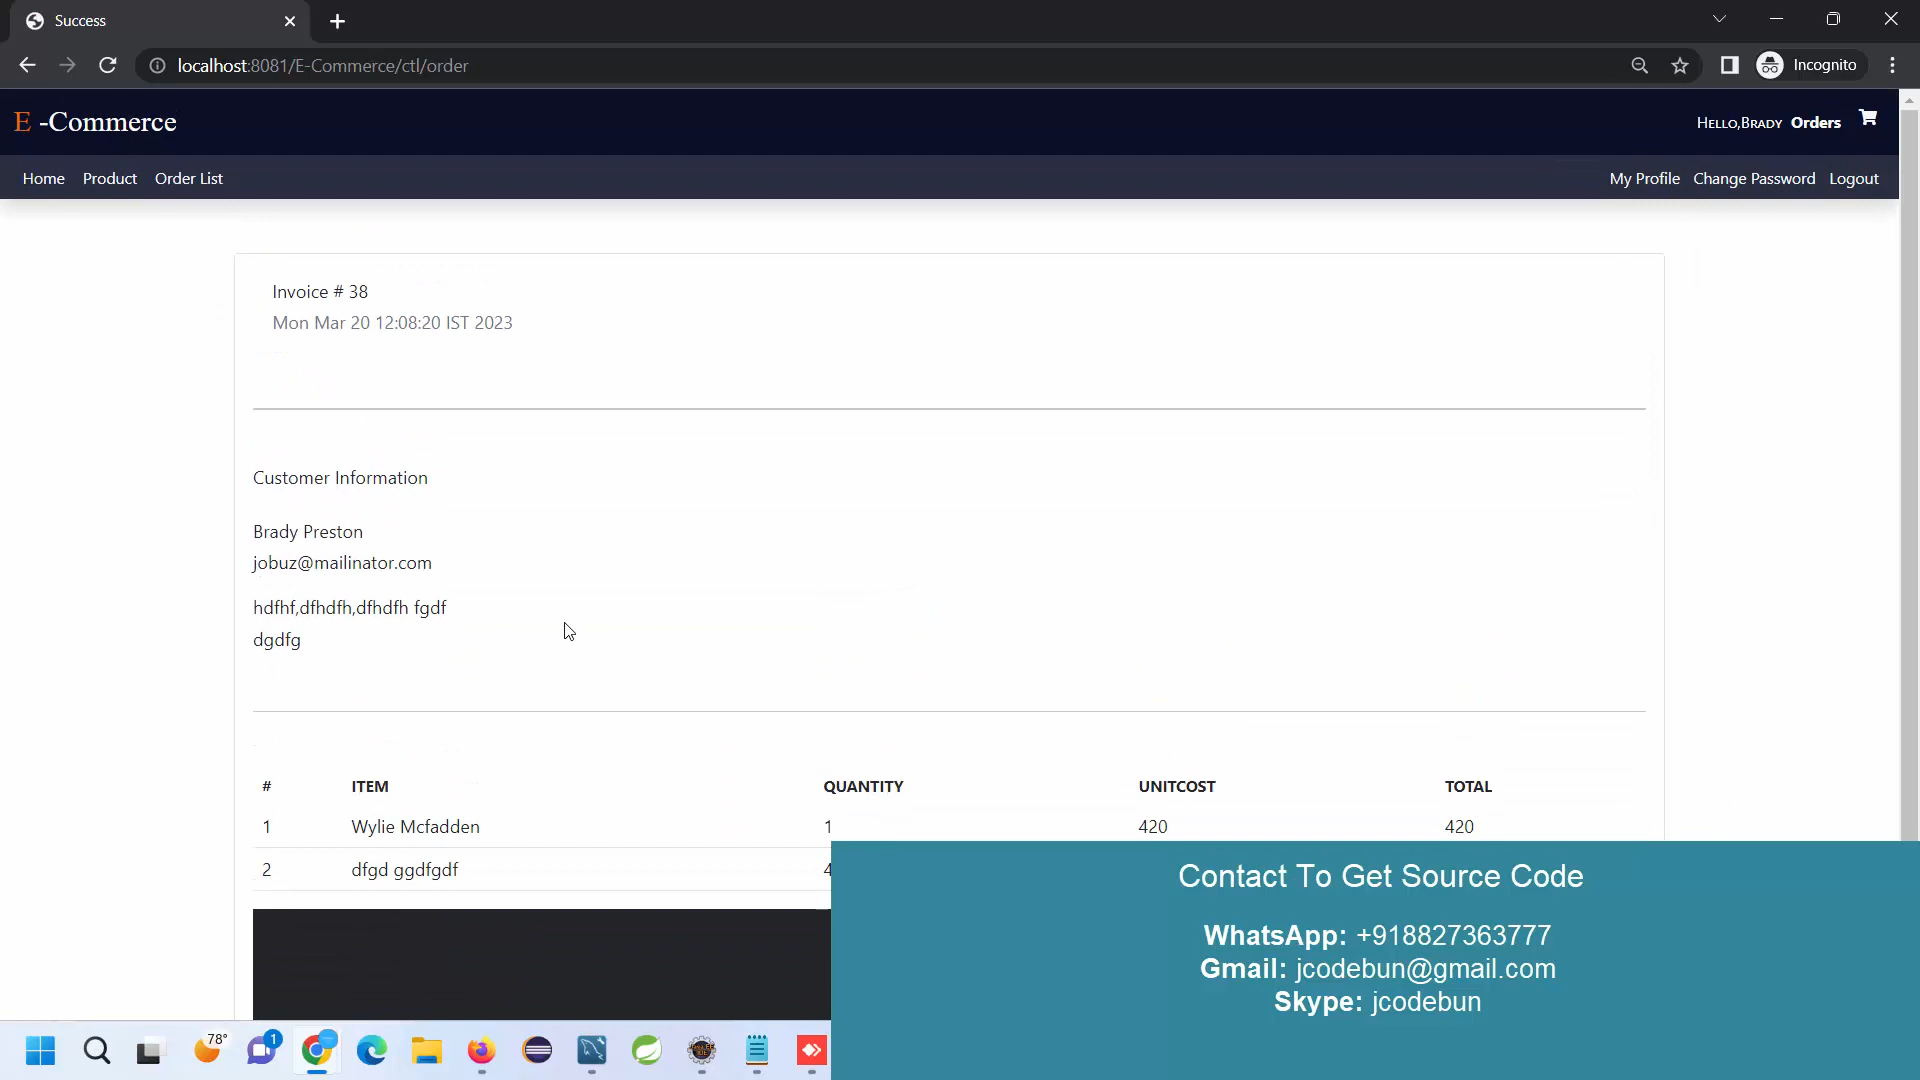 Success
localhost:8081/E-Commerce/ctl/order
Incognito
E -Commerce
Hello,Brady Orders
Home Product Order List
My Profile Change Password Logout
Invoice # 38
Mon Mar 20 12:08:20 IST 2023
Customer Information
Brady Preston
jobuz@mailinator.com
hdfhf,dfhdfh,dfhdfh fgdf
dgdfg
# ITEM QUANTITY UNITCOST TOTAL
1 Wylie Mcfadden 1 420 420
2 dfgd ggdfgdf 4
Contact To Get Source Code
WhatsApp: +918827363777
Gmail: jcodebun@gmail.com
Skype: jcodebun
78°
1